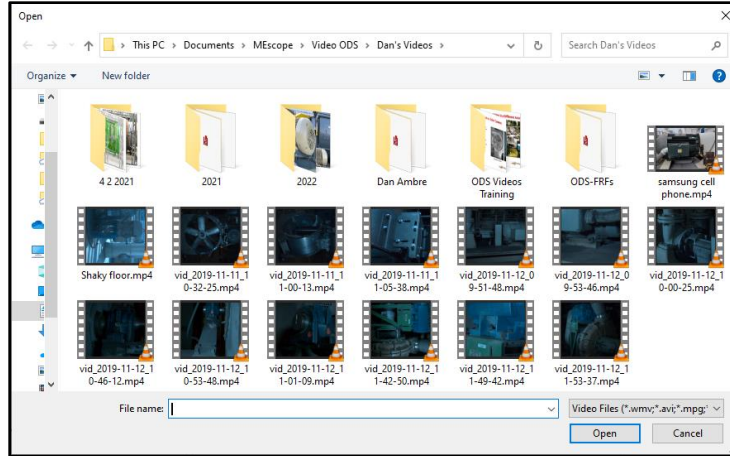 Open
This PC > Documents > MEscope > Video ODS > Dan's Videos >
Search Dan's Videos
Organize
New folder
4 2 2021
2021
2022
Dan Ambre
ODS Videos
Training
ODS-FRFs
samsung cell
phone.mp4
Shaky floor.mp4
vid_2019-11-11_1
0-32-25.mp4
vid_2019-11-11_1
1-00-13.mp4
vid_2019-11-11_1
1-05-38.mp4
vid_2019-11-12_0
9-51-48.mp4
vid_2019-11-12_0
9-53-46.mp4
vid_2019-11-12_1
0-00-25.mp4
vid_2019-11-12_1
0-46-12.mp4
vid_2019-11-12_1
0-53-48.mp4
vid_2019-11-12_1
1-01-09.mp4
vid_2019-11-12_1
1-42-50.mp4
vid_2019-11-12_1
1-49-42.mp4
vid_2019-11-12_1
1-53-37.mp4
File name:
Video Files (*.wmv;*.avi;*.mpg;*
Open
Cancel